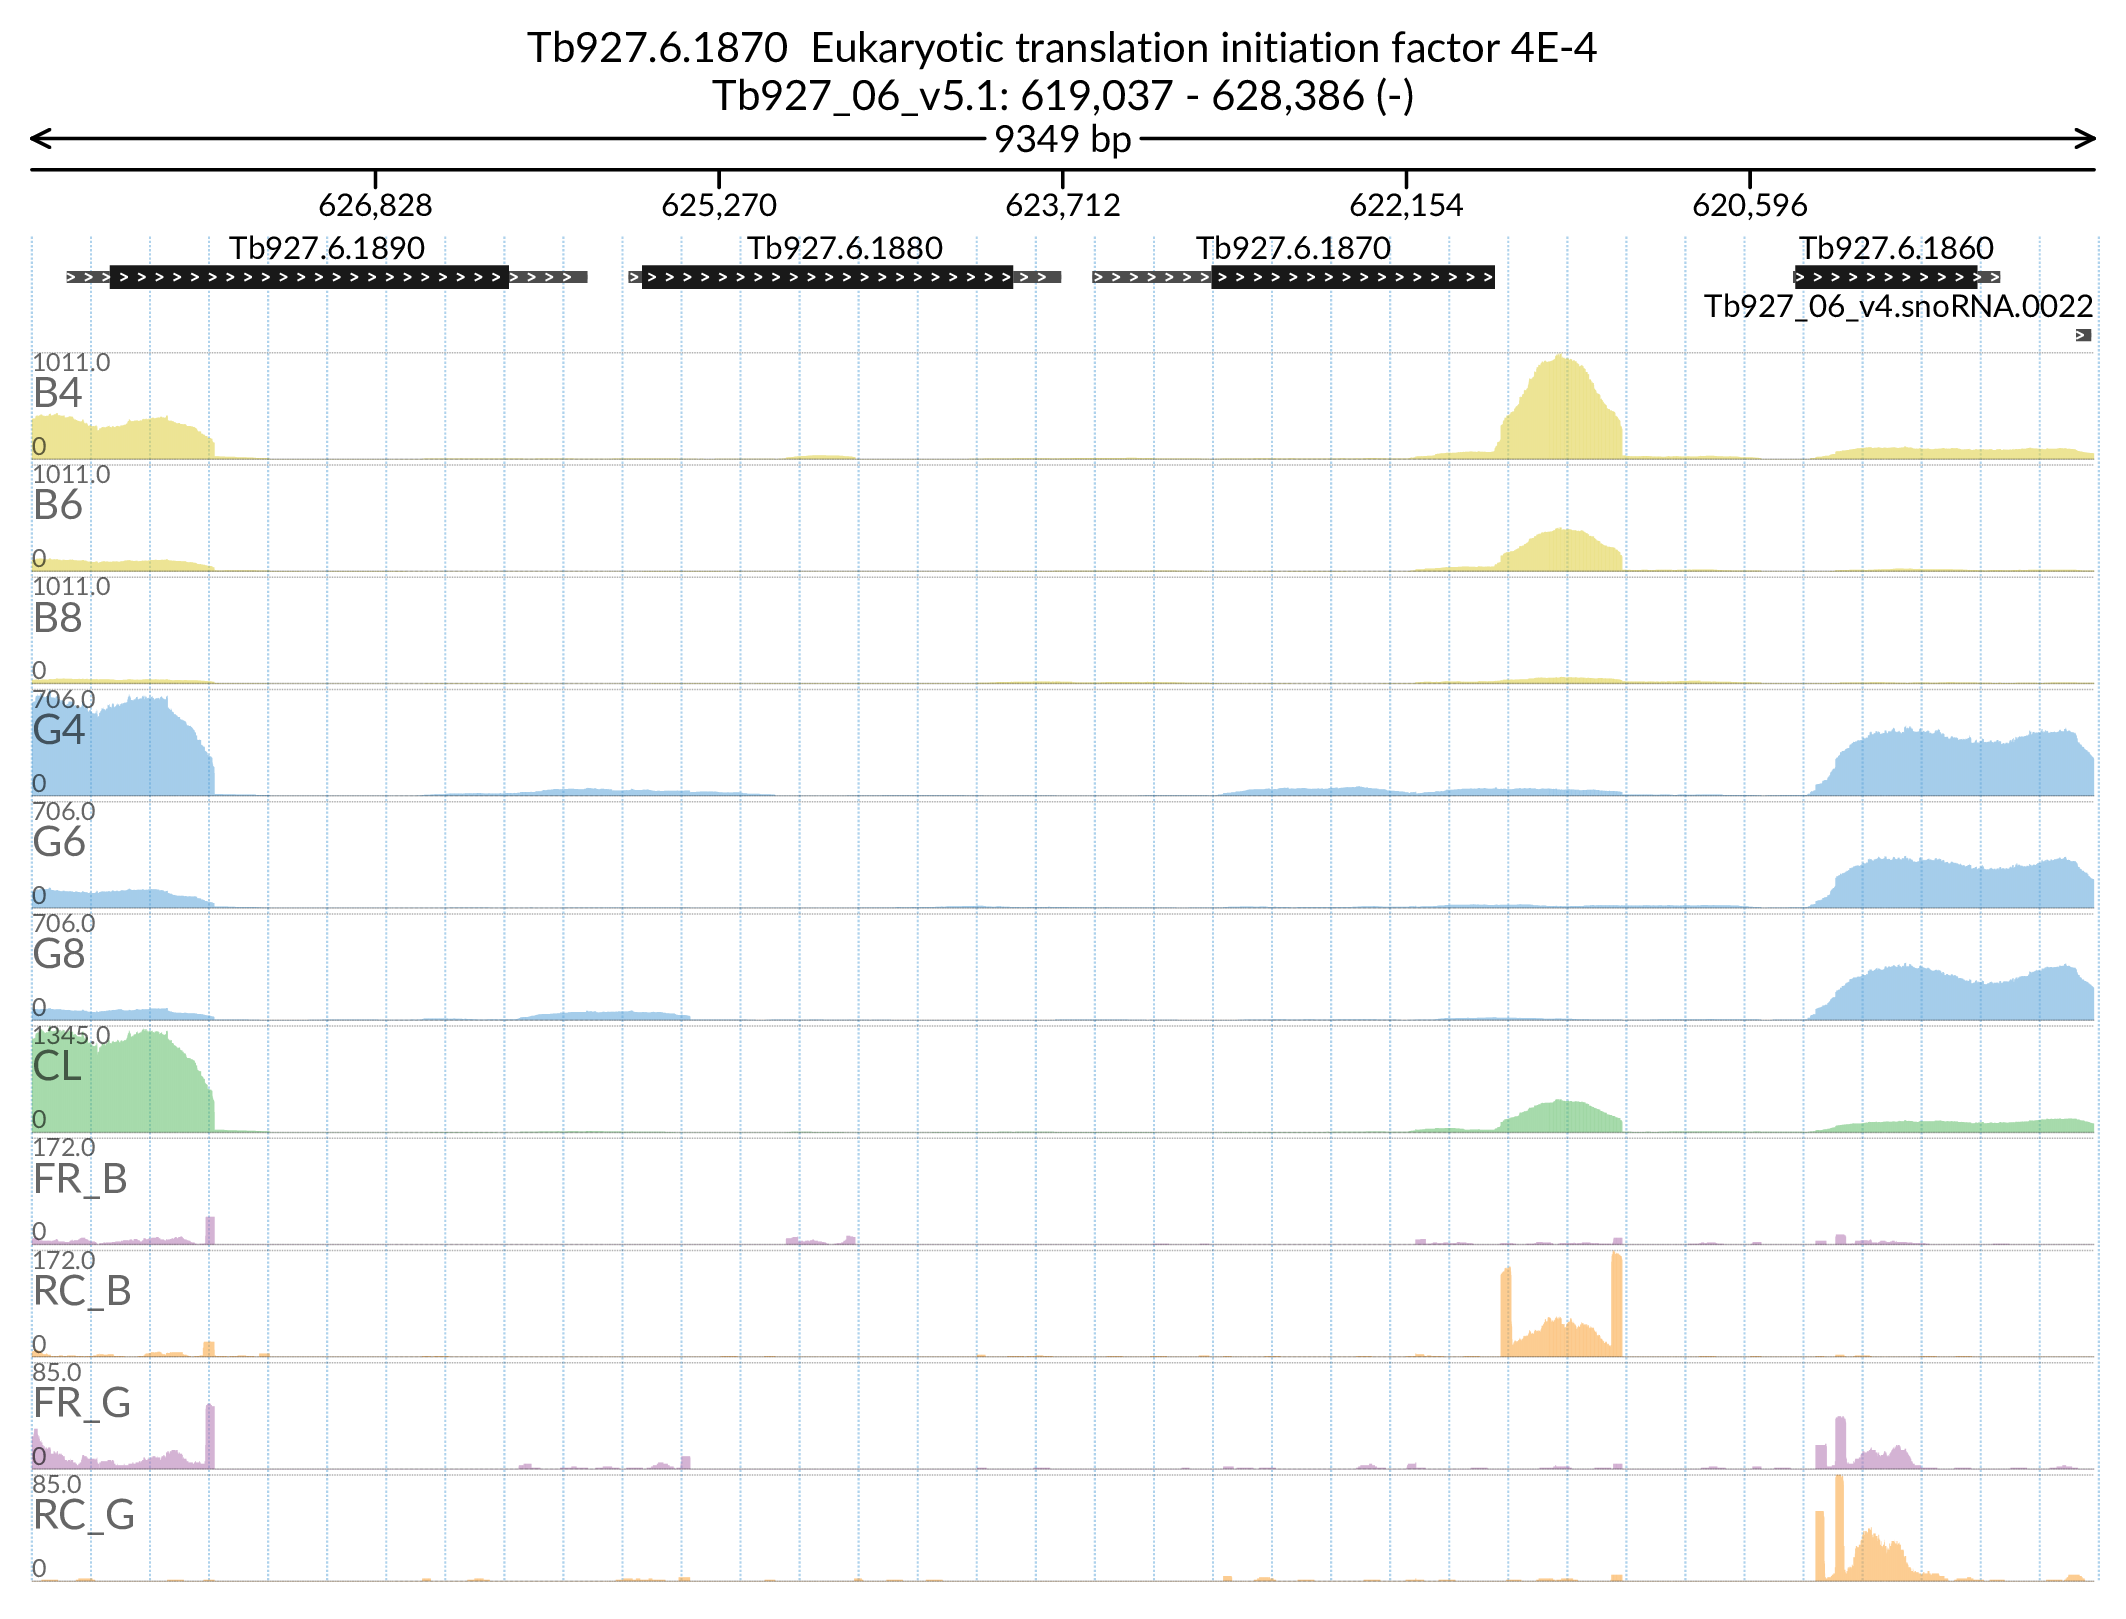 Tb927.6.1870  Eukaryotic translation initiation factor 4E-4
Tb927_06_v5.1: 619,037 - 628,386 (-)
9349 bp
626,828 625,270 623,712 622,154 620,596
Tb927.6.1890 Tb927.6.1880 Tb927.6.1870 Tb927.6.1860
Tb927_06_v4.snoRNA.0022
1011.0
B4
0
1011.0
B6
0
1011.0
B8
0
706.0
G4
0
706.0
G6
0
706.0
G8
0
1345.0
CL
0
172.0
FR_B
0
172.0
RC_B
0
85.0
FR_G
0
85.0
RC_G
0